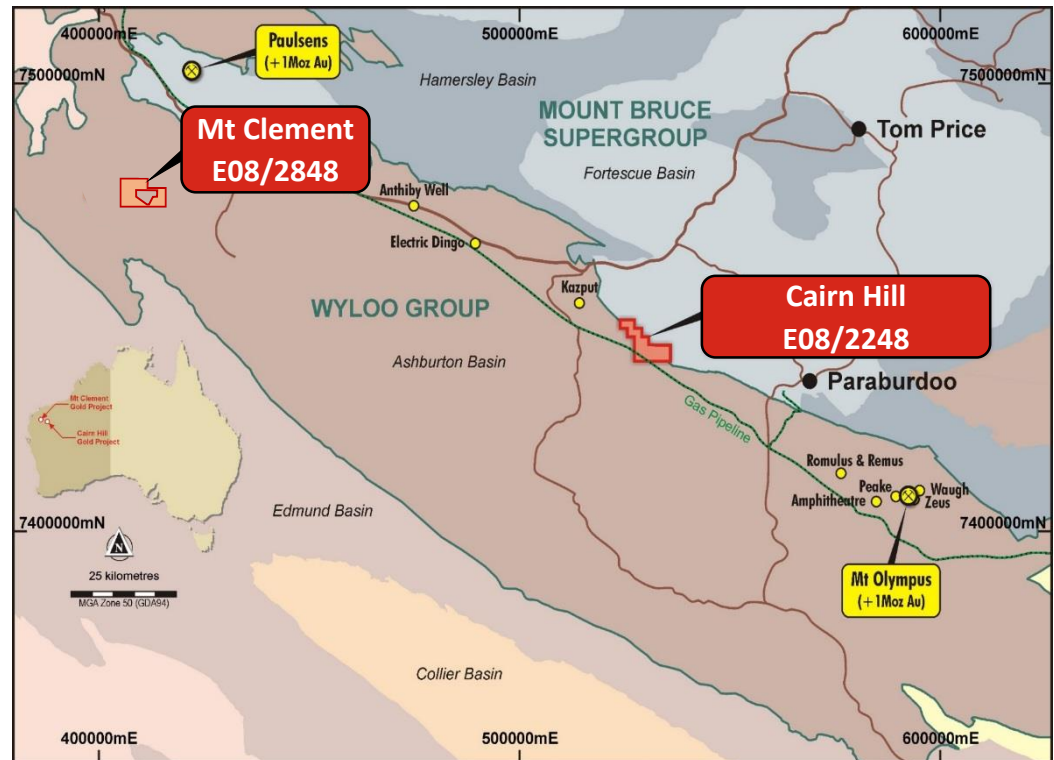 400000mE
500000mE
600000mE
7500000mN
7500000mN
Paulsens
(+1Moz Au)
Hamersley Basin
MOUNT BRUCE
SUPERGROUP
Tom Price
Mt Clement
E08/2848
Fortescue Basin
Anthiby Well
Electric Dingo
Kazput
Cairn Hill
E08/2248
WYLOO GROUP
Ashburton Basin
Paraburdoo
Gas Pipeline
Mt Clement
Gold Project
Cairn Hill
Gold Project
Romulus & Remus
Peake
Waugh
Amphitheatre
Zeus
Edmund Basin
7400000mN
7400000mN
N
25 kilometres
MGA Zone 50 (GDA94)
Mt Olympus
(+1Moz Au)
Collier Basin
400000mE
500000mE
600000mE